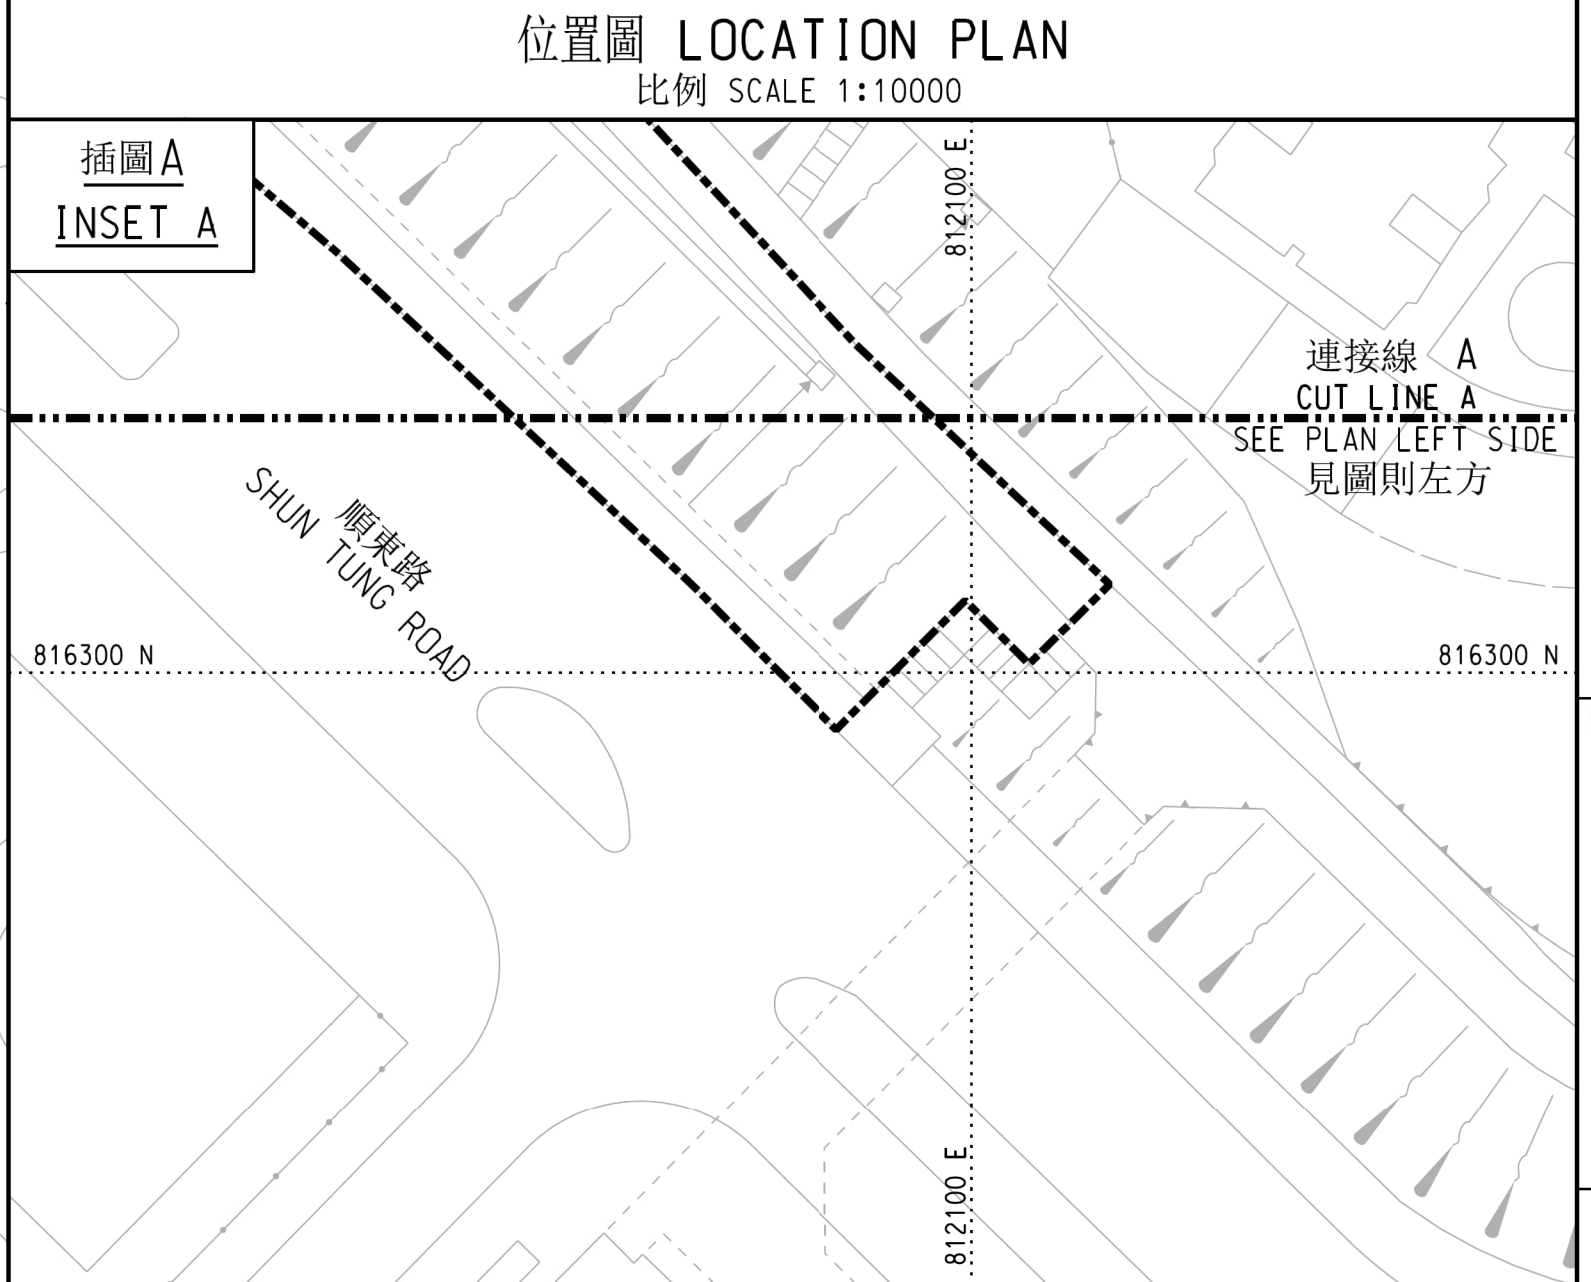 位置圖 LOCATION PLAN
比例 SCALE 1:10000
插圖A
INSET A
812100 E
連接線 A
CUT LINE A
SEE PLAN LEFT SIDE
見圖則左方
順東路
SHUN TUNG ROAD
816300 N
816300 N
812100 E